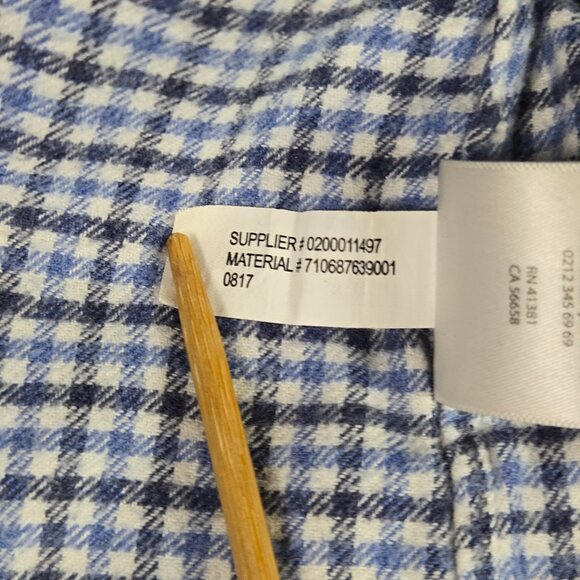 SUPPLIER # 0200011497
MATERIAL # 710687639001
0817
0212 345 69 69
RN 41381
CA 56658